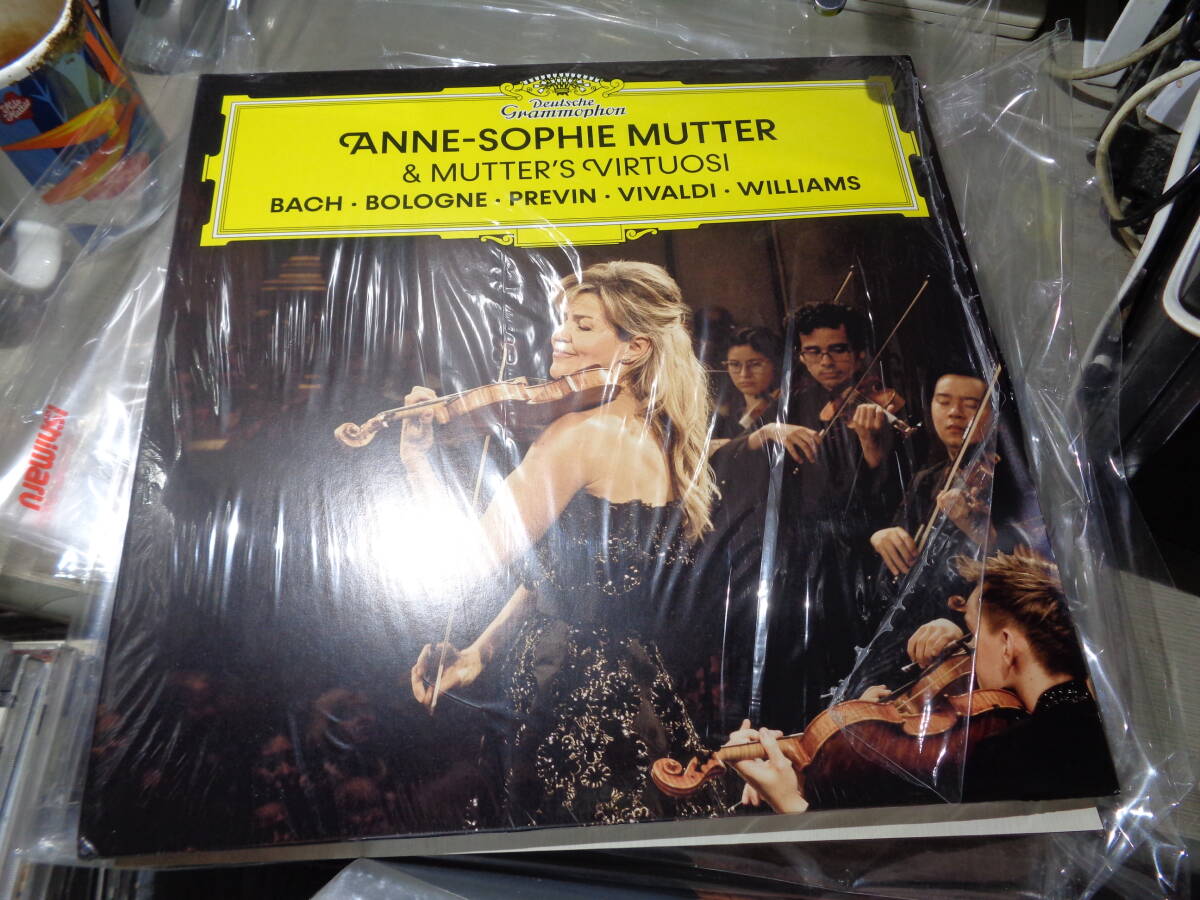 Deutsche
Grammophon
ANNE-SOPHIE MUTTER
& MUTTER'S VIRTUOSI
BACH · BOLOGNE · PREVIN · VIVALDI · WILLIAMS